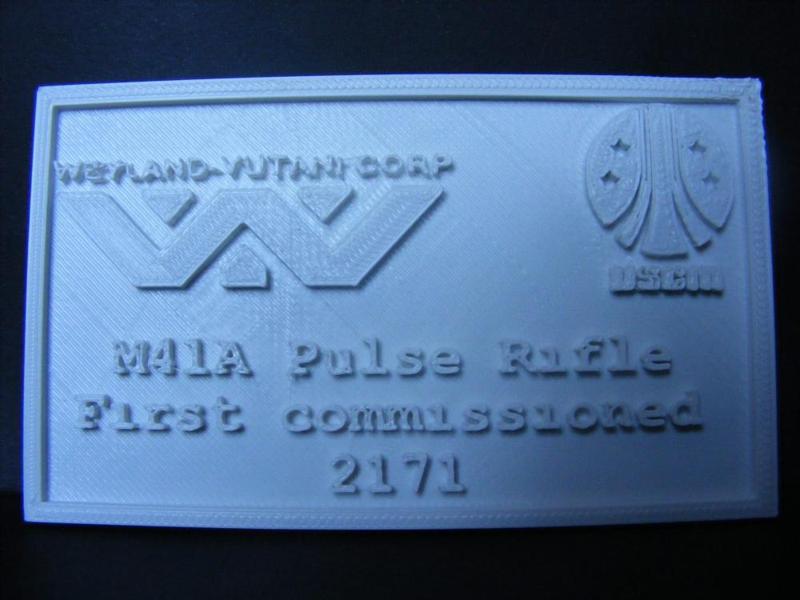 WEYLAND-YUTANI CORP
USCM
M41A Pulse Rifle
First commissioned
2171